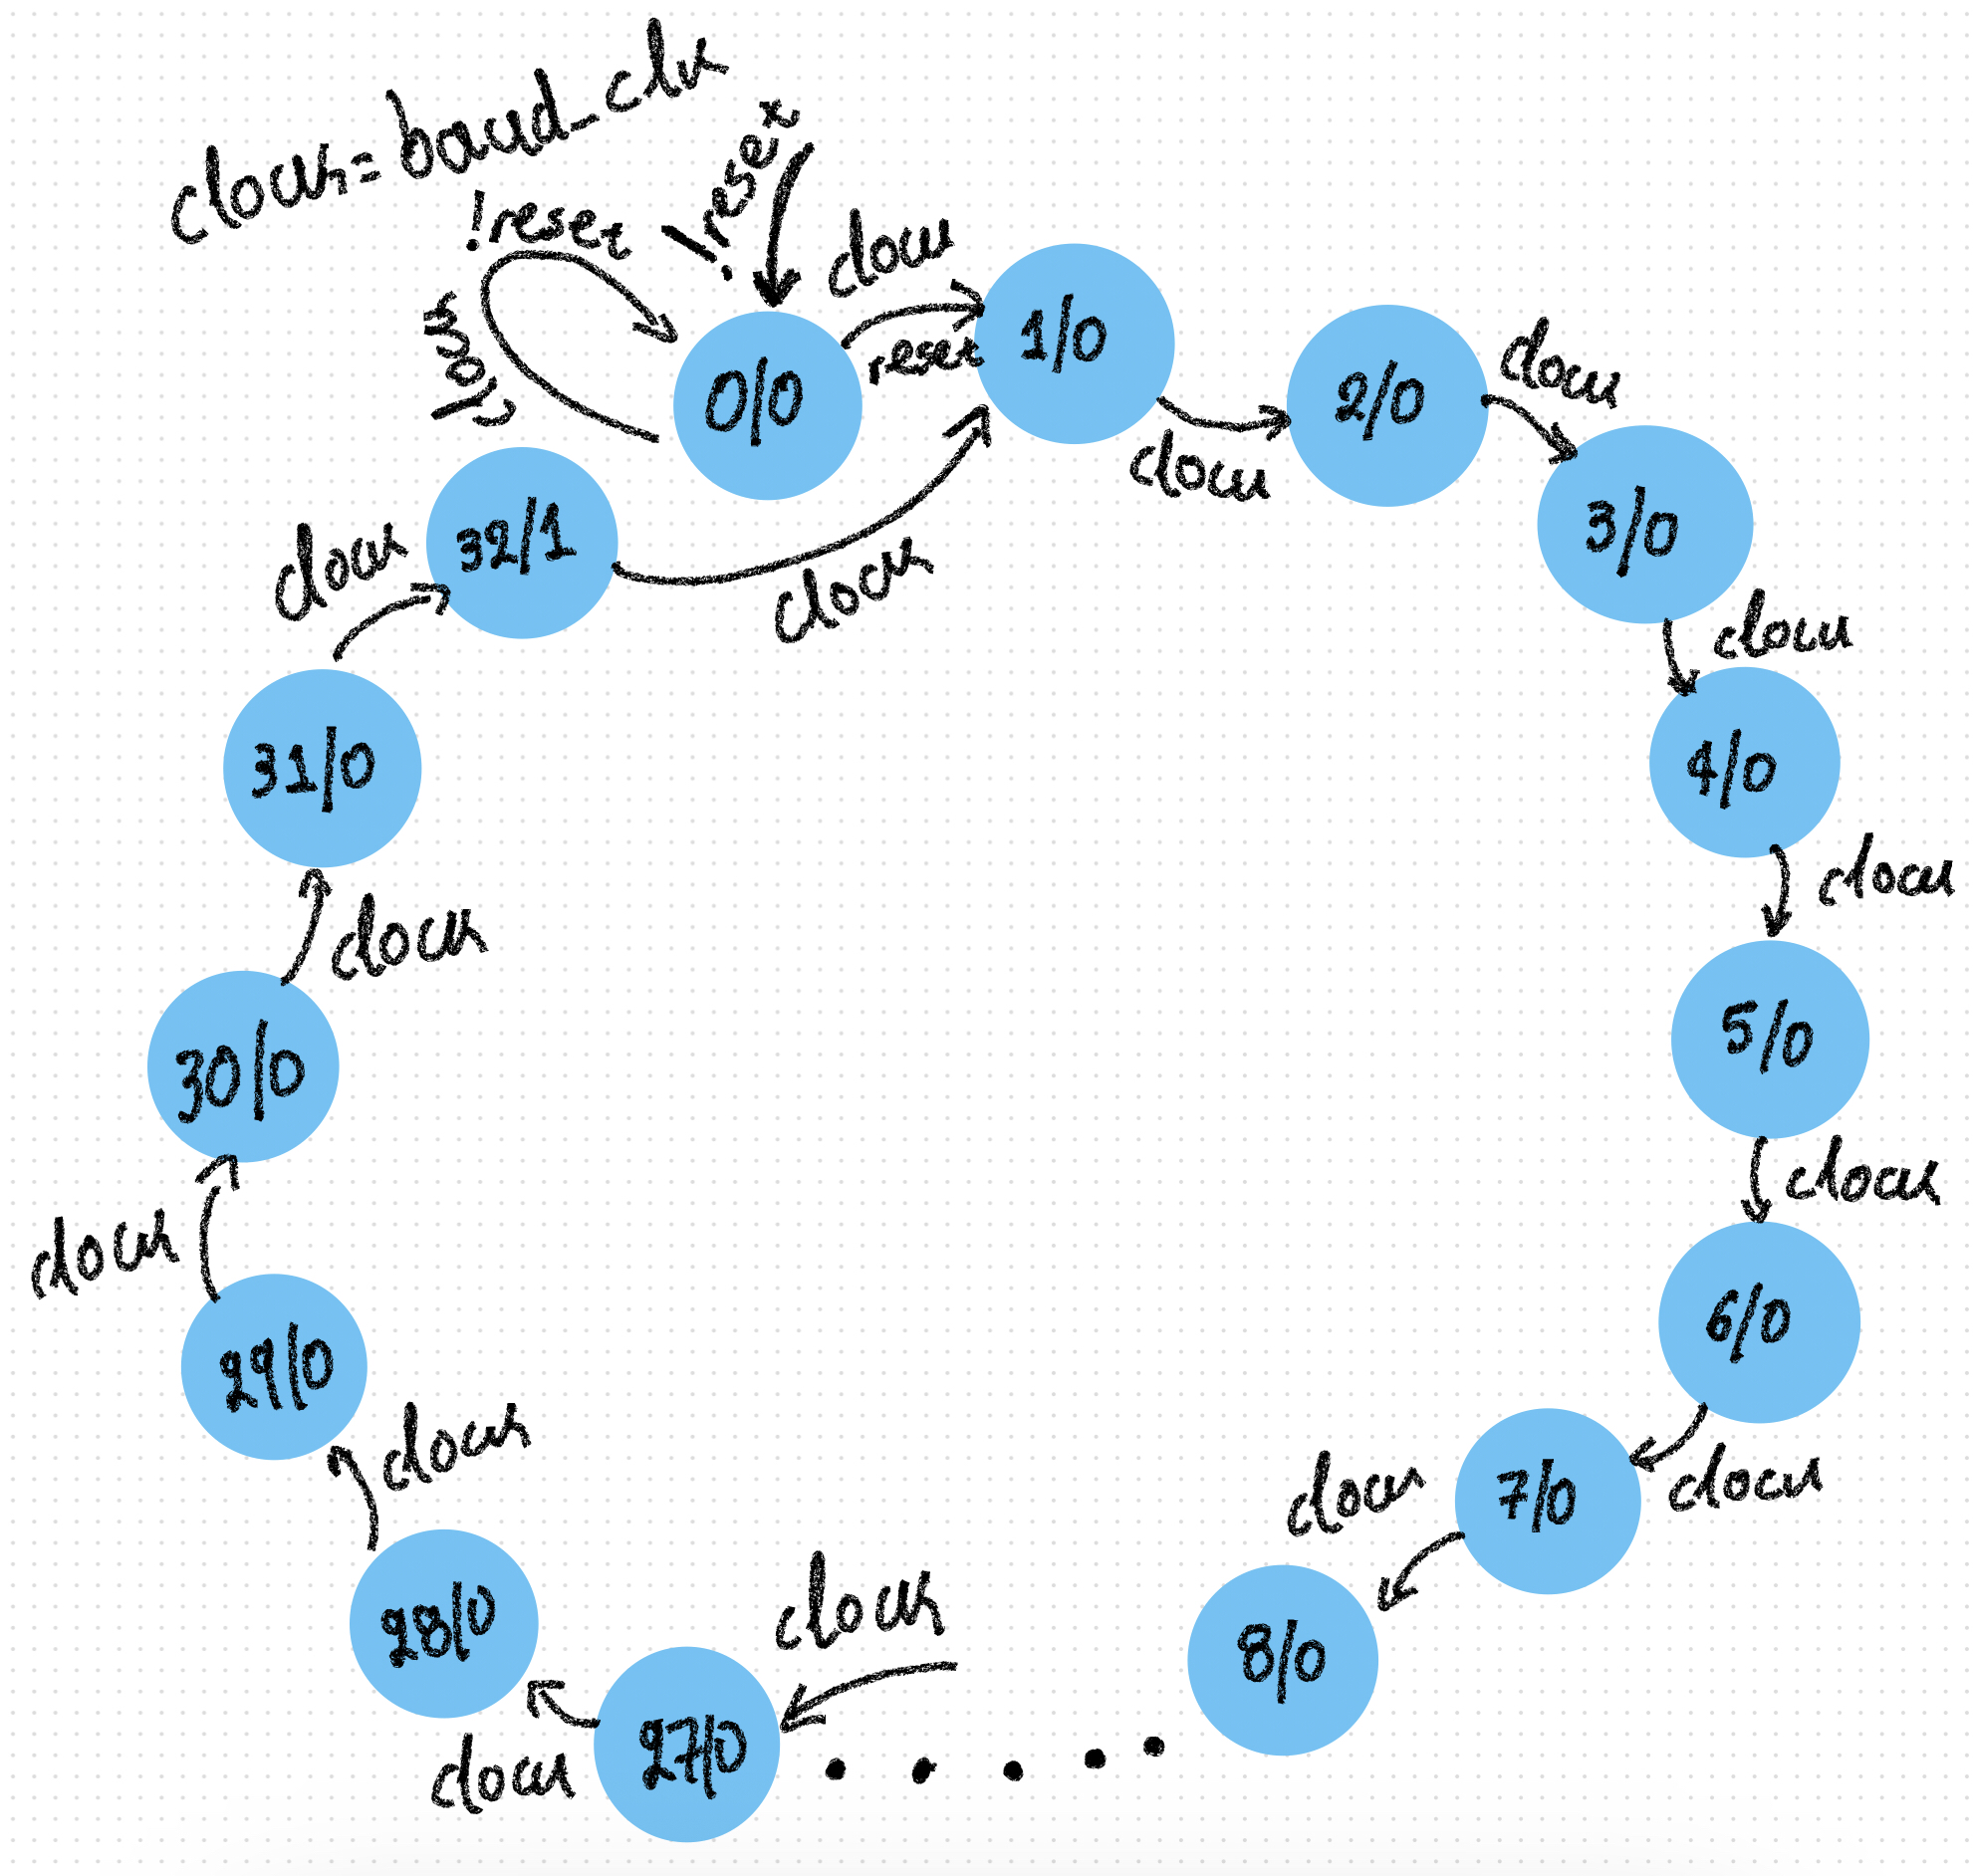 clock = baud_clk
!reset
!reset
!clock
clock
reset
0/0
1/0
clock
2/0
clock
3/0
clock
4/0
clock
5/0
clock
6/0
clock
7/0
clock
8/0
. . . . .
clock
27/0
clock
28/0
clock
29/0
clock
30/0
clock
31/0
clock
32/1
clock